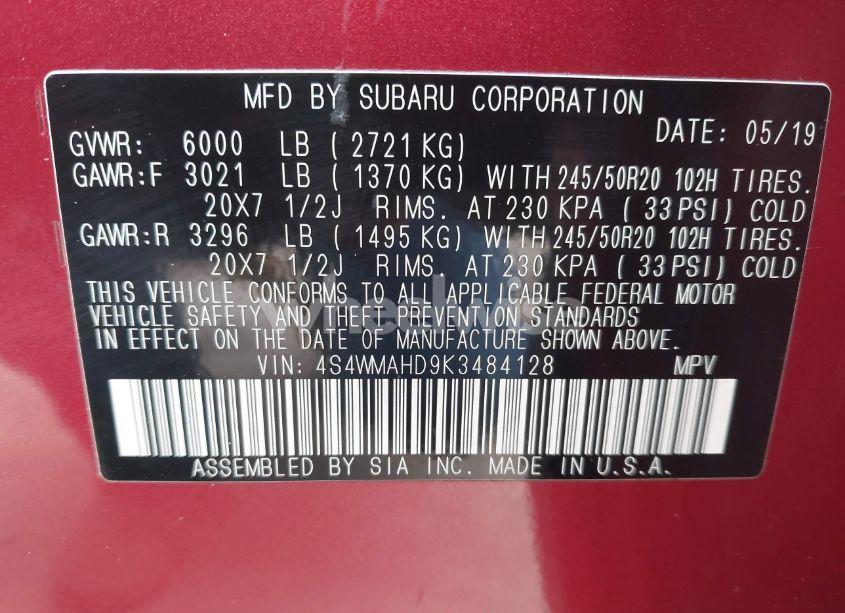 MFD BY SUBARU CORPORATION
GVWR: 6000 LB ( 2721 KG) DATE: 05/19
GAWR:F 3021 LB ( 1370 KG) WITH 245/50R20 102H TIRES.
20X7 1/2J RIMS. AT 230 KPA ( 33 PSI) COLD
GAWR:R 3296 LB ( 1495 KG) WITH 245/50R20 102H TIRES.
20X7 1/2J RIMS. AT 230 KPA ( 33 PSI) COLD
THIS VEHICLE CONFORMS TO ALL APPLICABLE FEDERAL MOTOR
VEHICLE SAFETY AND THEFT PREVENTION STANDARDS
IN EFFECT ON THE DATE OF MANUFACTURE SHOWN ABOVE.
VIN: 4S4WMAHD9K3484128 MPV
ASSEMBLED BY SIA INC. MADE IN U.S.A.